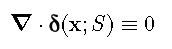 ∇ · δ(x; S) ≡ 0